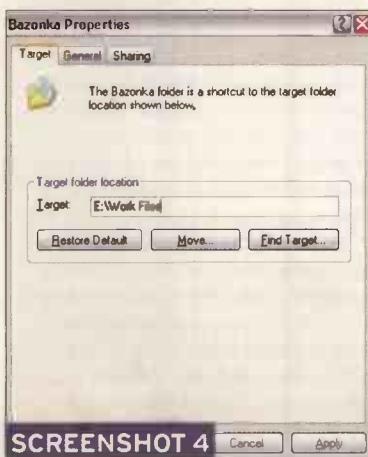 Bazonka Properties
Target General Sharing
The Bazonka folder is a shortcut to the target folder
location shown below.
Target folder location
Target: E:\Work Files
Restore Default Move... Find Target...
SCREENSHOT 4 Cancel Apply